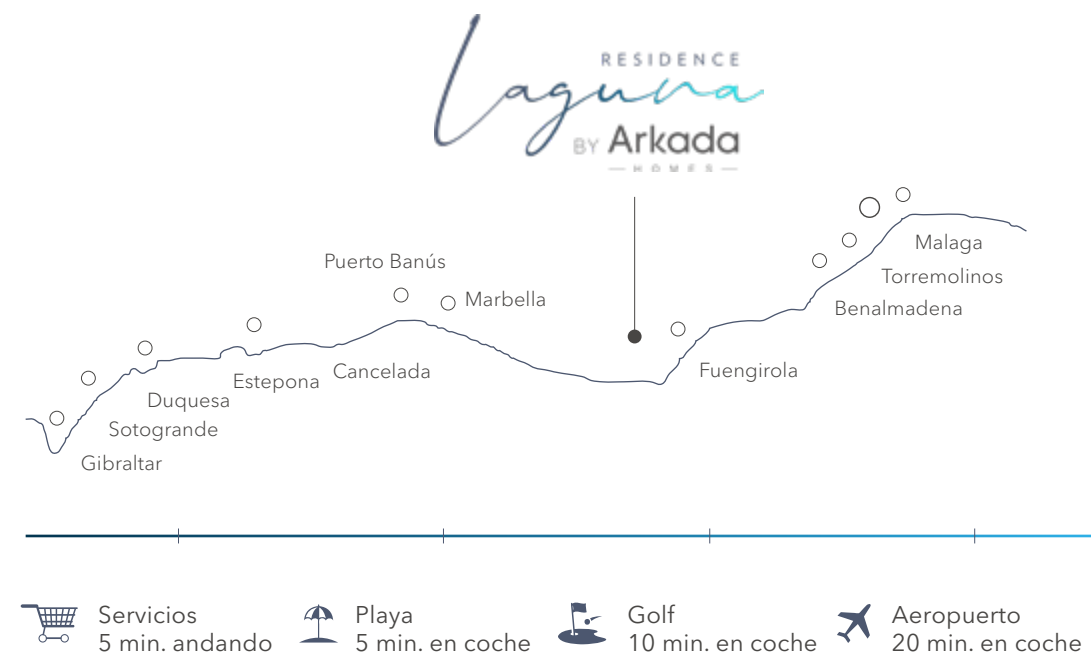 RESIDENCE
Laguna
BY Arkada
HOMES
Malaga
Puerto Banús
Torremolinos
Marbella
Benalmadena
Fuengirola
Cancelada
Estepona
Duquesa
Sotogrande
Gibraltar
Servicios
5 min. andando
Playa
5 min. en coche
Golf
10 min. en coche
Aeropuerto
20 min. en coche